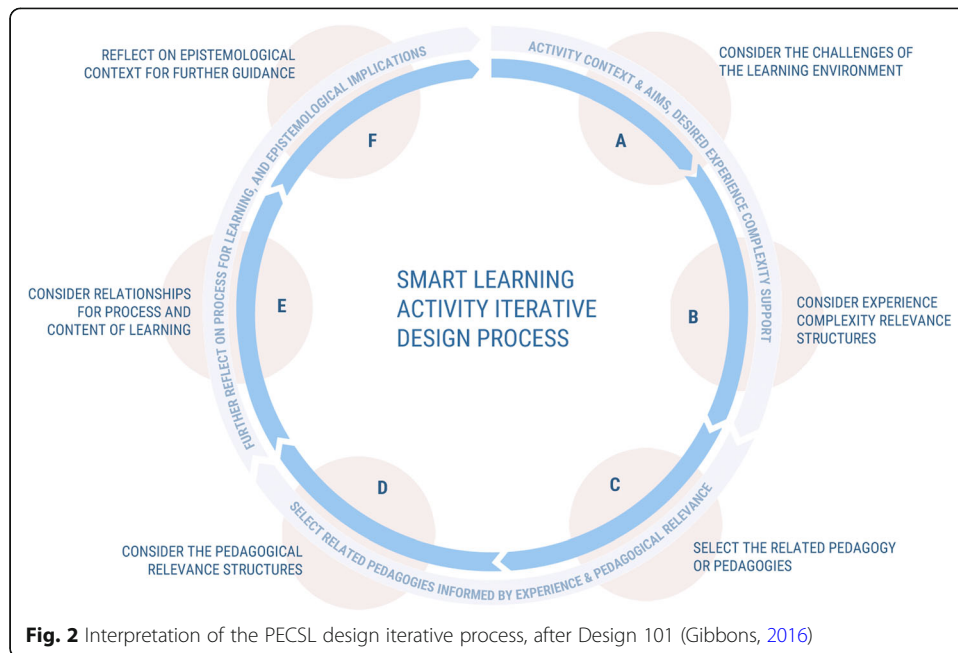 REFLECT ON EPISTEMOLOGICAL
CONTEXT FOR FURTHER GUIDANCE
CONSIDER THE CHALLENGES OF
THE LEARNING ENVIRONMENT
ACTIVITY CONTEXT & AIMS, DESIRED EXPERIENCE COMPLEXITY SUPPORT
FURTHER REFLECT ON PROCESS FOR LEARNING, AND EPISTEMOLOGICAL IMPLICATIONS
F
A
SMART LEARNING
ACTIVITY ITERATIVE
DESIGN PROCESS
CONSIDER RELATIONSHIPS
FOR PROCESS AND
CONTENT OF LEARNING
E
B
CONSIDER EXPERIENCE
COMPLEXITY RELEVANCE
STRUCTURES
D
C
SELECT RELATED PEDAGOGIES INFORMED BY EXPERIENCE & PEDAGOGICAL RELEVANCE
CONSIDER THE PEDAGOGICAL
RELEVANCE STRUCTURES
SELECT THE RELATED PEDAGOGY
OR PEDAGOGIES
Fig. 2 Interpretation of the PECSL design iterative process, after Design 101 (Gibbons, 2016)